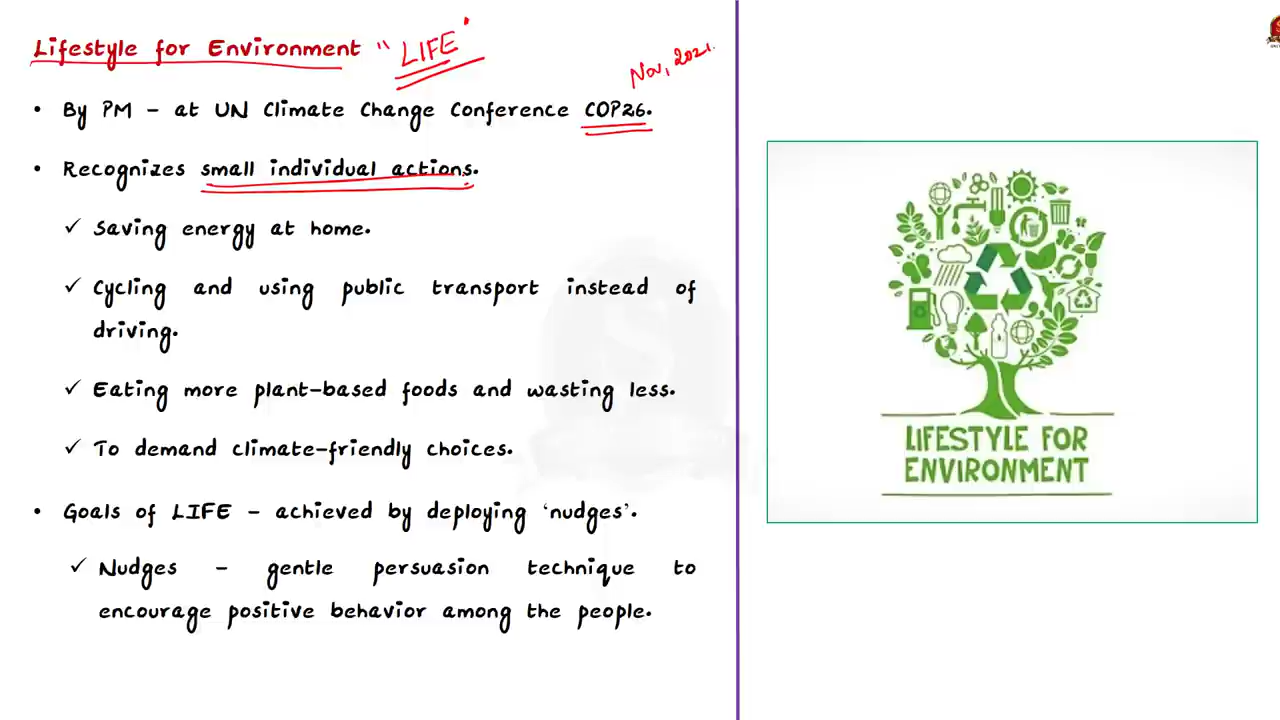 Lifestyle for Environment "LIFE"
Nov, 2021.
• By PM - at UN Climate Change Conference COP26.
• Recognizes small individual actions.
✓ Saving energy at home.
✓ Cycling and using public transport instead of
driving.
✓ Eating more plant-based foods and wasting less.
✓ To demand climate-friendly choices.
• Goals of LIFE - achieved by deploying 'nudges'.
✓ Nudges - gentle persuasion technique to
encourage positive behavior among the people.
LIFESTYLE FOR
ENVIRONMENT